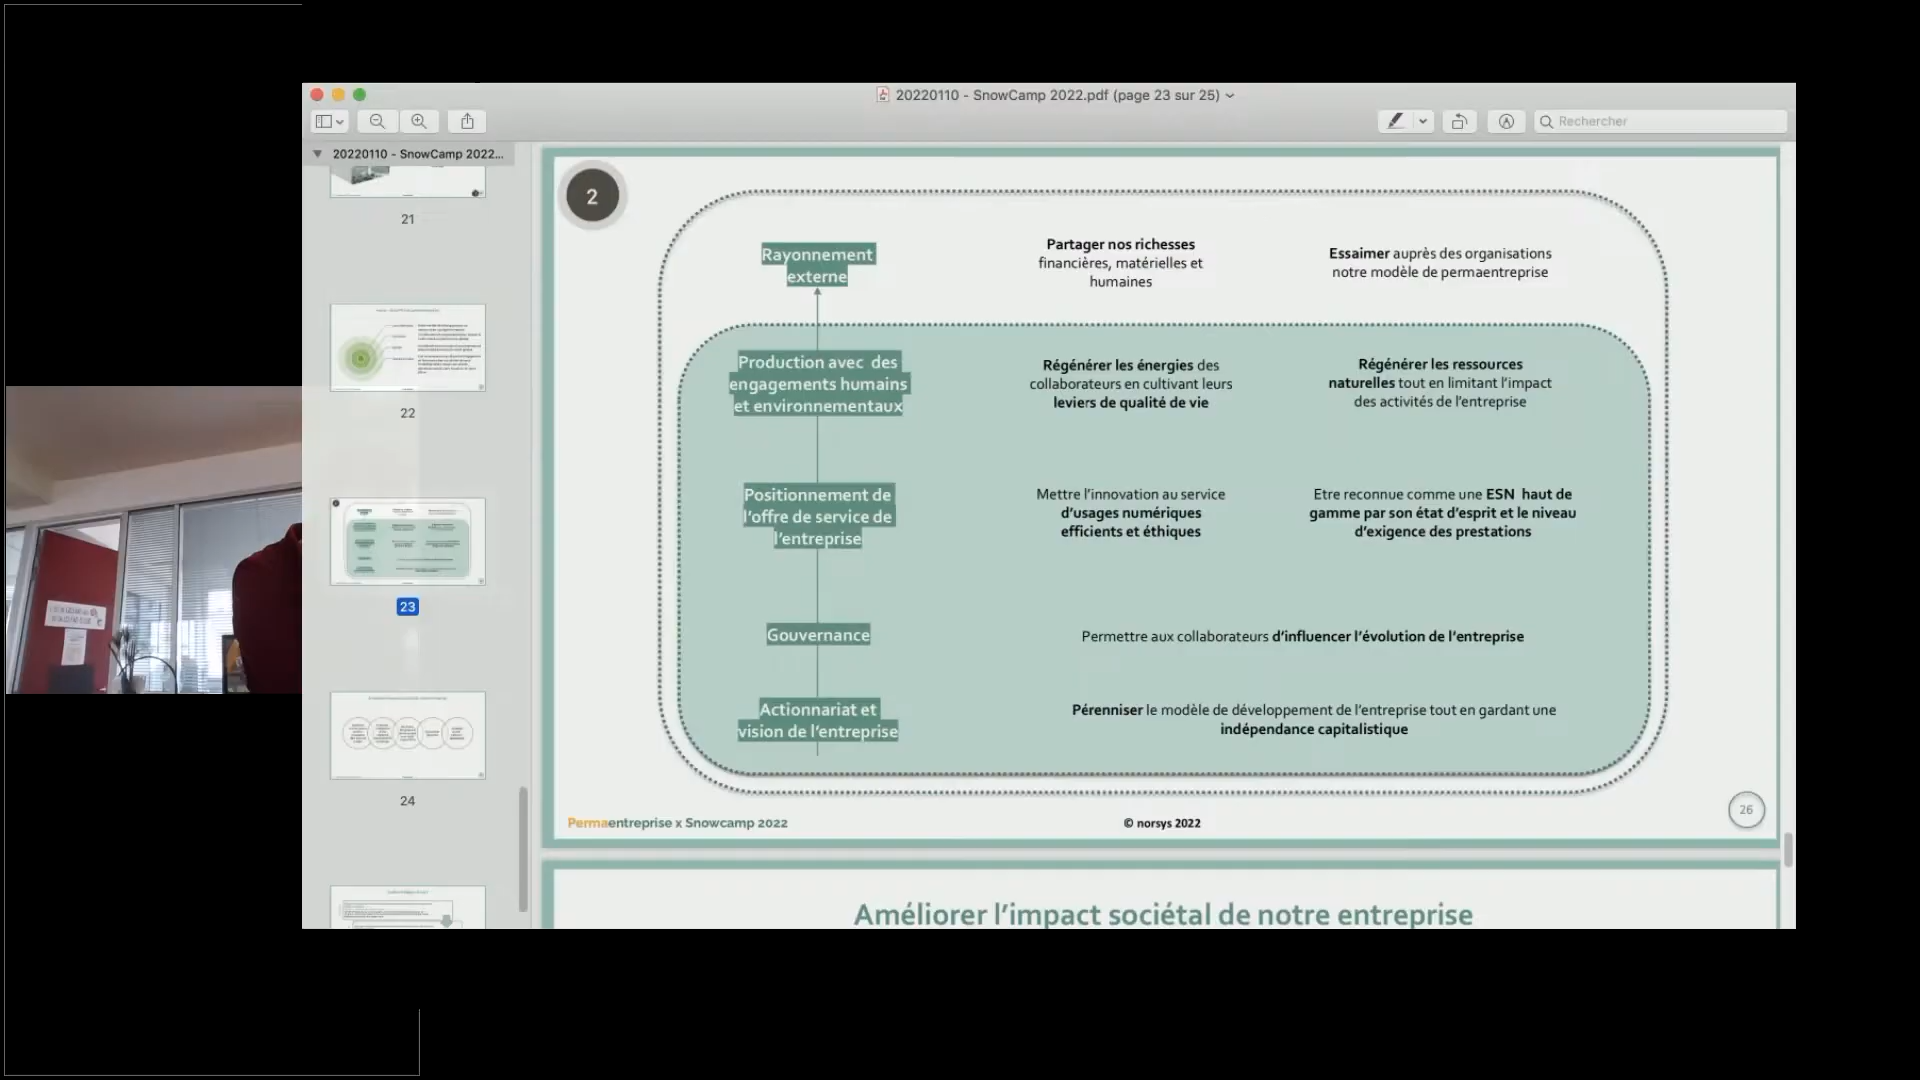 20220110 - SnowCamp 2022.pdf (page 23 sur 25)
Rechercher
20220110 - SnowCamp 2022...
21
22
23
24
2
Rayonnement
externe
Partager nos richesses
financières, matérielles et
humaines
Essaimer auprès des organisations
notre modèle de permaentreprise
Production avec des
engagements humains
et environnementaux
Régénérer les énergies des
collaborateurs en cultivant leurs
leviers de qualité de vie
Régénérer les ressources
naturelles tout en limitant l'impact
des activités de l'entreprise
Positionnement de
l'offre de service de
l'entreprise
Mettre l'innovation au service
d'usages numériques
efficients et éthiques
Etre reconnue comme une ESN haut de
gamme par son état d'esprit et le niveau
d'exigence des prestations
Gouvernance
Permettre aux collaborateurs d'influencer l'évolution de l'entreprise
Actionnariat et
vision de l'entreprise
Pérenniser le modèle de développement de l'entreprise tout en gardant une
indépendance capitalistique
Permaentreprise x Snowcamp 2022
© norsys 2022
26
Améliorer l'impact sociétal de notre entreprise